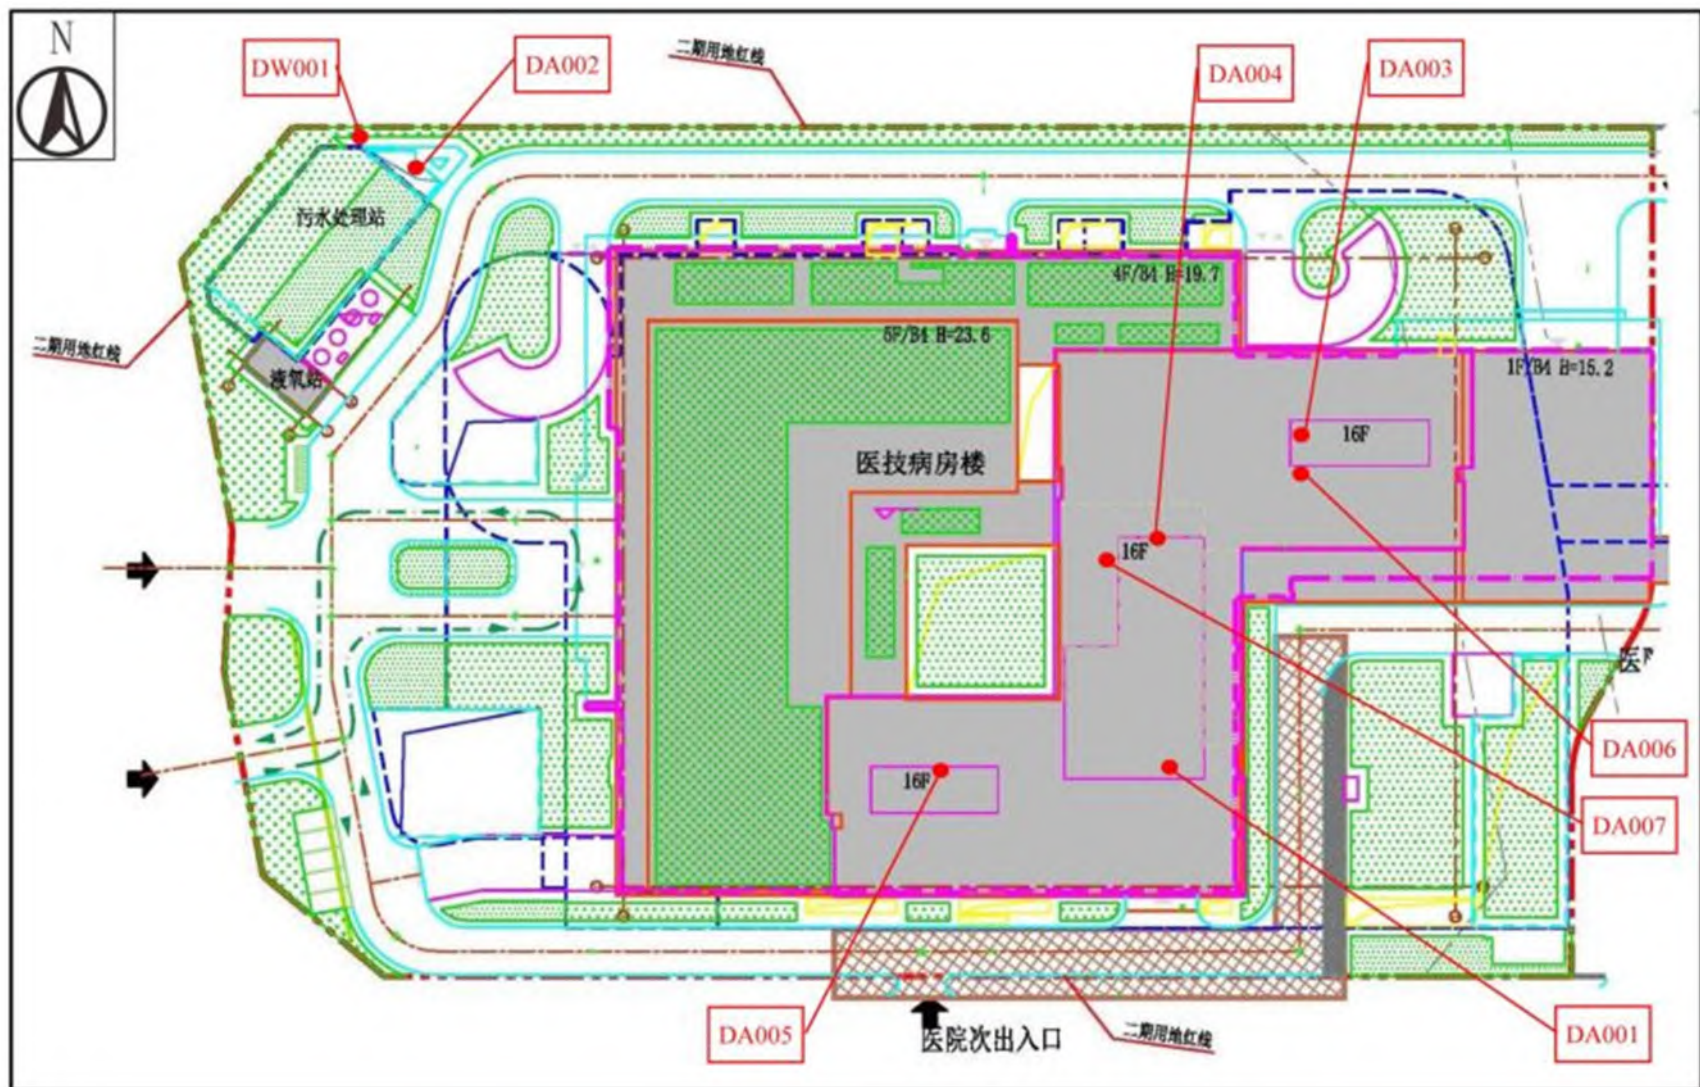 N
DW001
DA002
二期用地红线
DA004
DA003
污水处理站
4F/B4 H=19.7
二期用地红线
5F/B4 H=23.6
液氧站
1F/B4 H=15.2
医技病房楼
16F
16F
医
DA006
16F
DA007
DA005
医院次出入口
二期用地红线
DA001